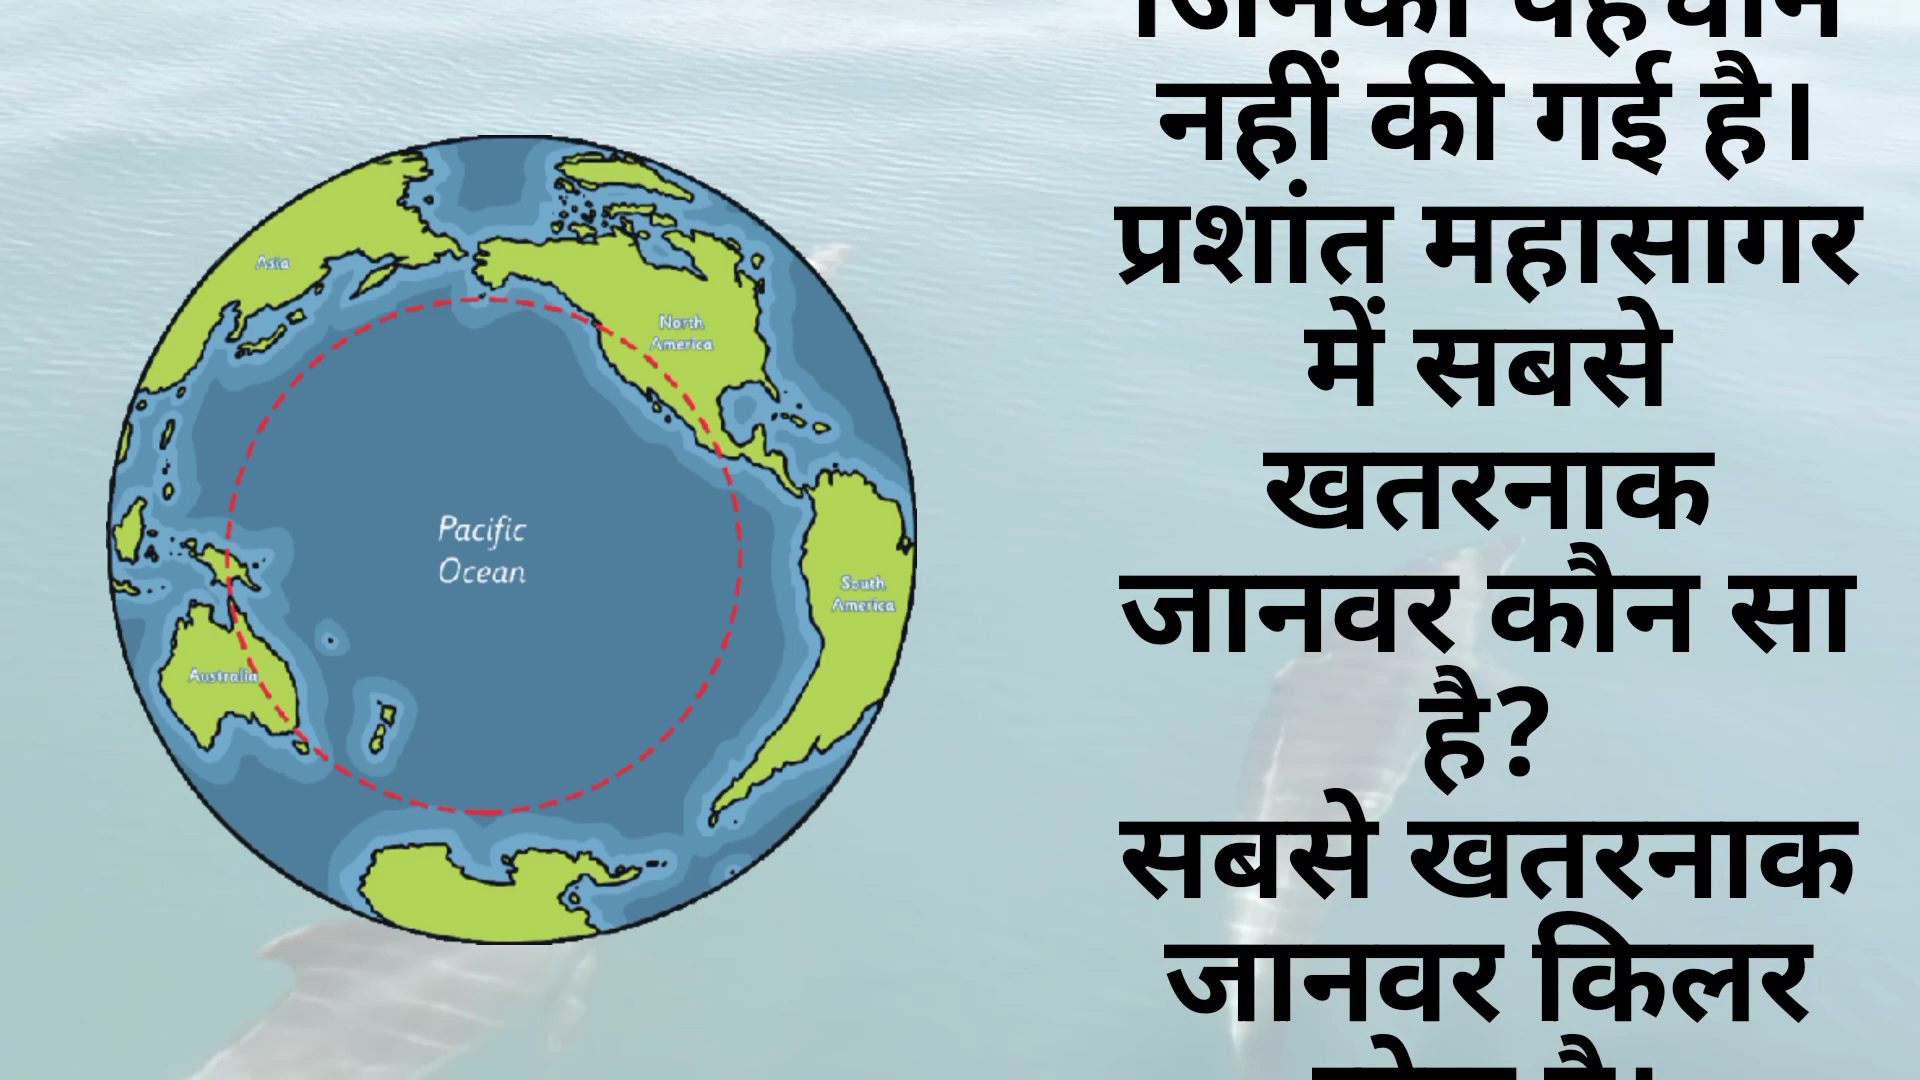 नहीं की गई है।
प्रशांत महासागर
में सबसे
खतरनाक
जानवर कौन सा
है?
सबसे खतरनाक
जानवर किलर
है।
Asia
North
America
Pacific
Ocean
South
America
Australia